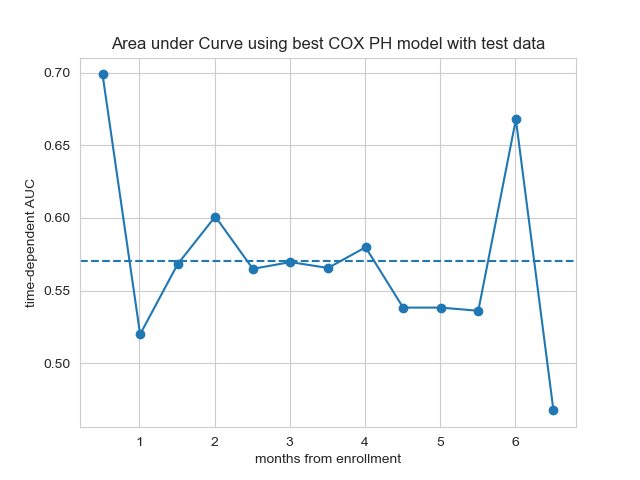 Area under Curve using best COX PH model with test data
0.70
0.65
0.60
0.55
0.50
time-dependent AUC
1 2 3 4 5 6
months from enrollment